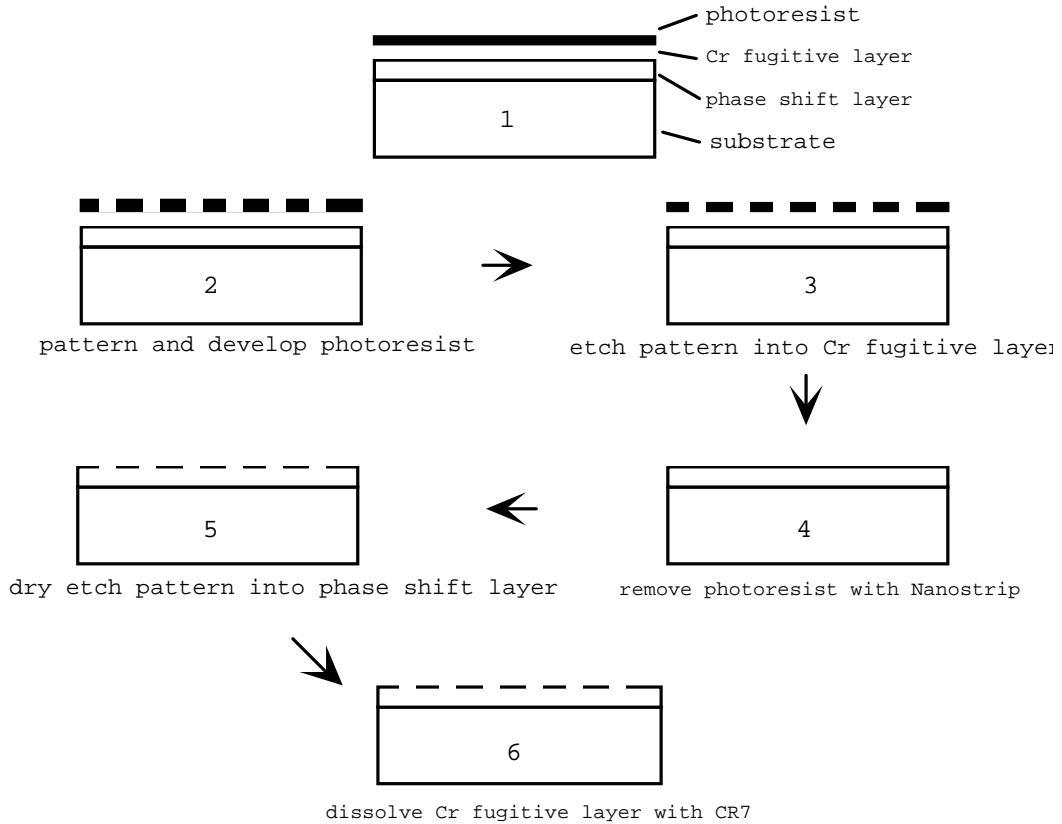 photoresist
Cr fugitive layer
phase shift layer
1
substrate
2
3
pattern and develop photoresist
etch pattern into Cr fugitive layer
5
4
dry etch pattern into phase shift layer
remove photoresist with Nanostrip
6
dissolve Cr fugitive layer with CR7